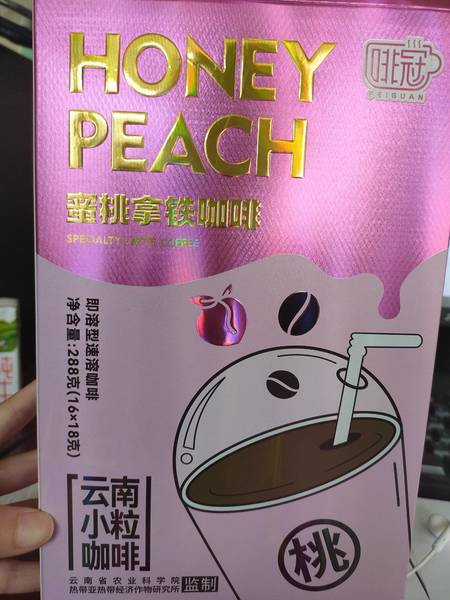 HONEY
PEACH
啡冠
FEIGUAN
蜜桃拿铁咖啡
SPECIALTY LATTE COFFEE
即溶型速溶咖啡
净含量:288克(16×18克)
云南
小粒
咖啡
桃
云南省农业科学院
热带亚热带经济作物研究所
监制